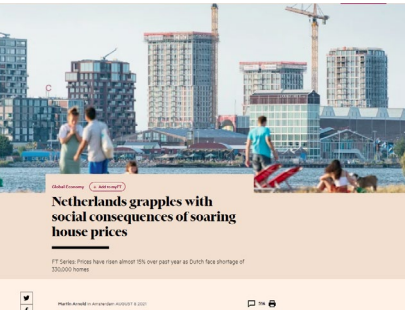 Global Economy + Add to myFT
Netherlands grapples with
social consequences of soaring
house prices
FT Series: Prices have risen almost 15% over past year as Dutch face shortage of
330,000 homes
Martin Arnold in Amsterdam AUGUST 8 2021